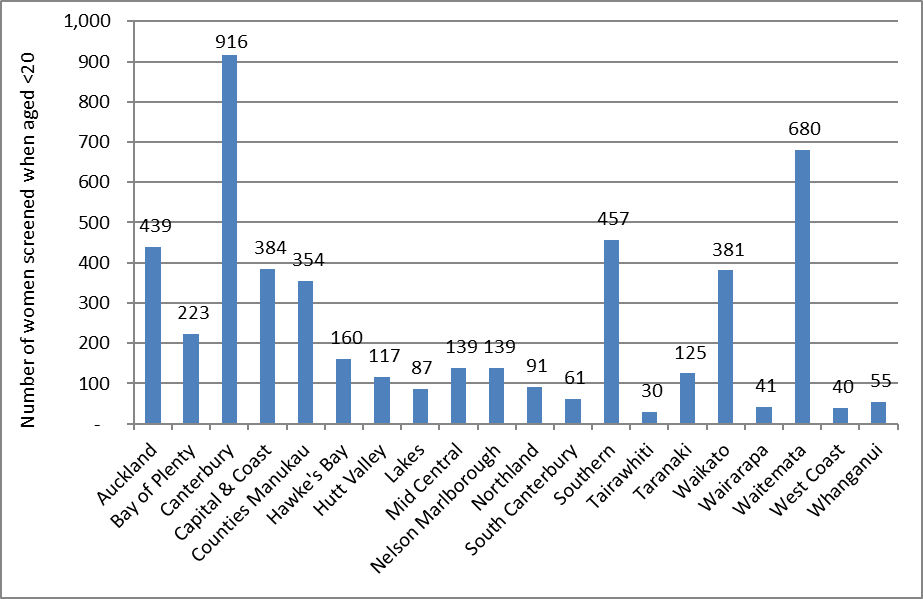 Number of women screened when aged <20
1,000
900
800
700
600
500
400
300
200
100
-
439
223
916
384
354
160
117
87
139
139
91
61
457
30
125
381
41
680
40
55
Auckland
Bay of Plenty
Canterbury
Capital & Coast
Counties Manukau
Hawke's Bay
Hutt Valley
Lakes
Mid Central
Nelson Marlborough
Northland
South Canterbury
Southern
Tairawhiti
Taranaki
Waikato
Wairarapa
Waitemata
West Coast
Whanganui